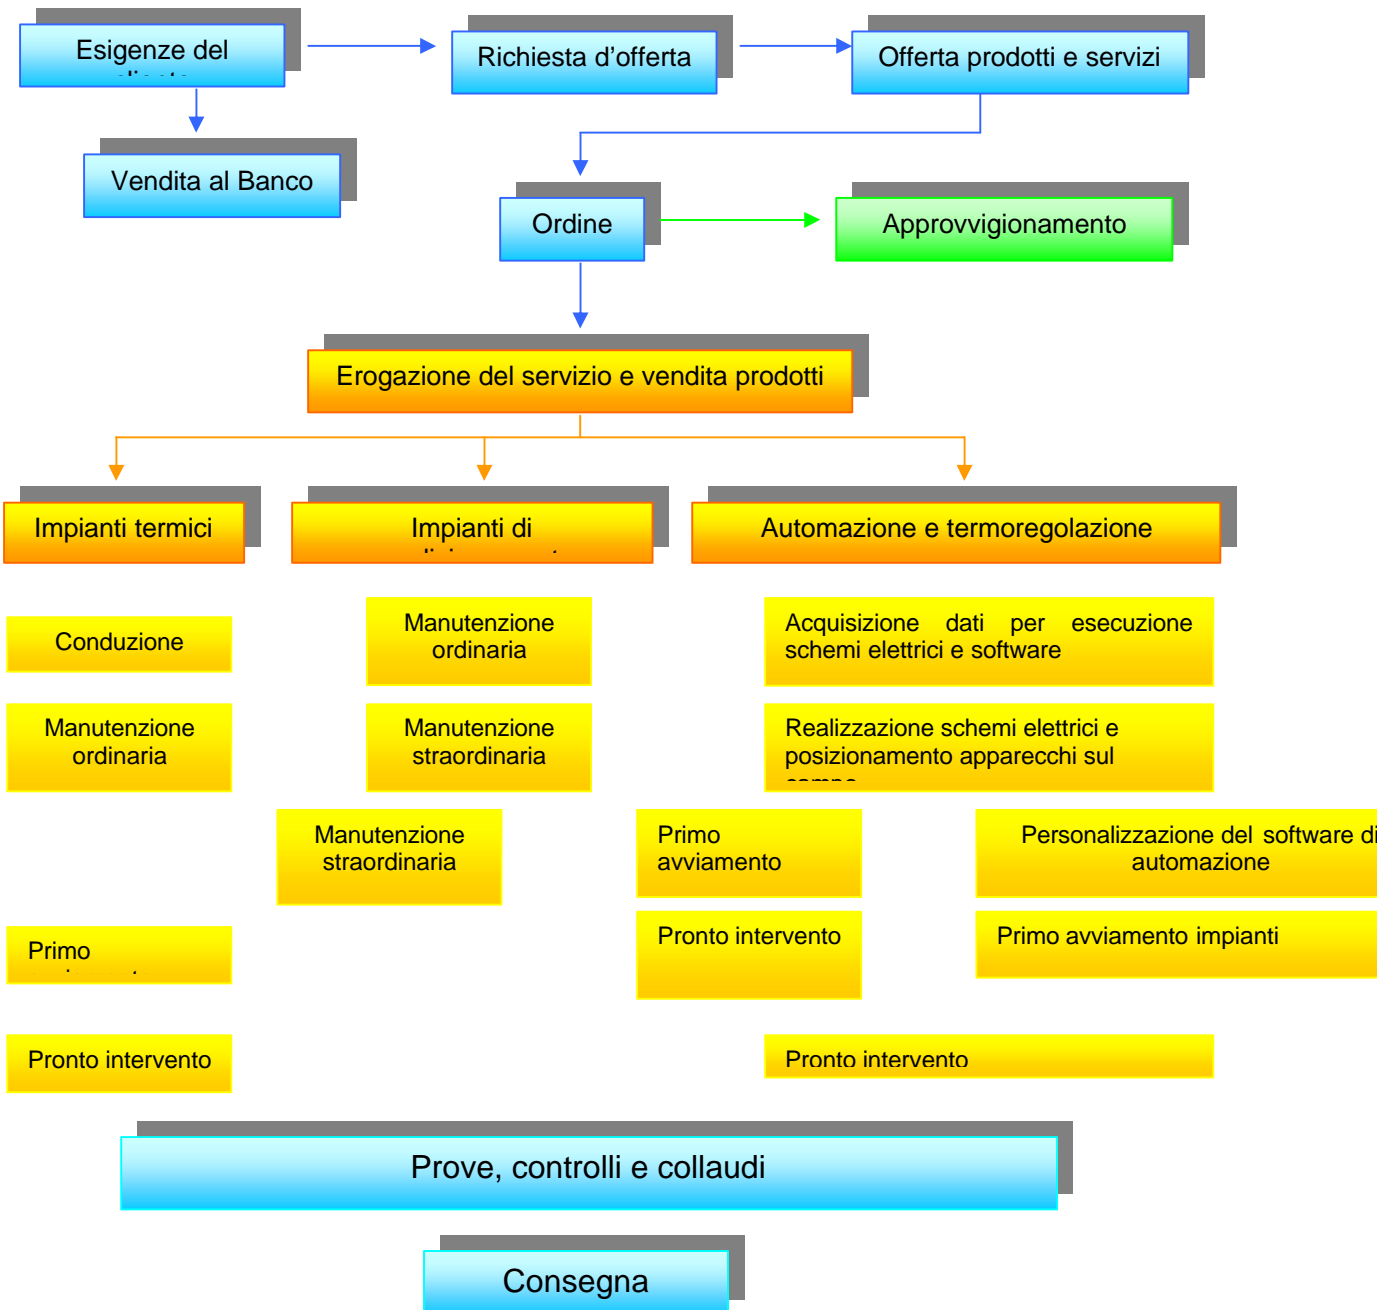 Esigenze del
Richiesta d'offerta
Offerta prodotti e servizi
Vendita al Banco
Ordine
Approvvigionamento
Erogazione del servizio e vendita prodotti
Impianti termici
Impianti di
Automazione e termoregolazione
Conduzione
Manutenzione
ordinaria
Acquisizione dati per esecuzione
schemi elettrici e software
Manutenzione
ordinaria
Manutenzione
straordinaria
Realizzazione schemi elettrici e
posizionamento apparecchi sul
Manutenzione
straordinaria
Primo
avviamento
Personalizzazione del software di
automazione
Primo
Pronto intervento
Primo avviamento impianti
Pronto intervento
Pronto intervento
Prove, controlli e collaudi
Consegna